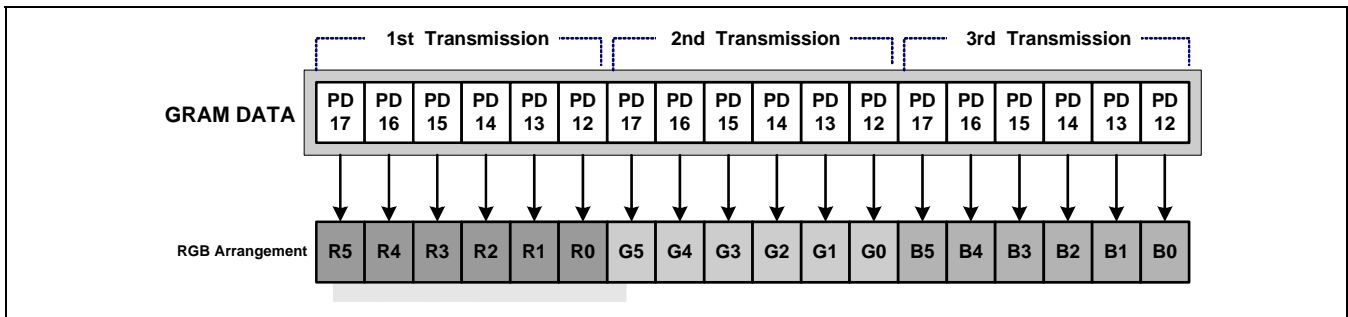 1st Transmission 2nd Transmission 3rd Transmission
GRAM DATA
PD PD PD PD PD PD PD PD PD PD PD PD PD PD PD PD PD PD
17 16 15 14 13 12 17 16 15 14 13 12 17 16 15 14 13 12
RGB Arrangement R5 R4 R3 R2 R1 R0 G5 G4 G3 G2 G1 G0 B5 B4 B3 B2 B1 B0